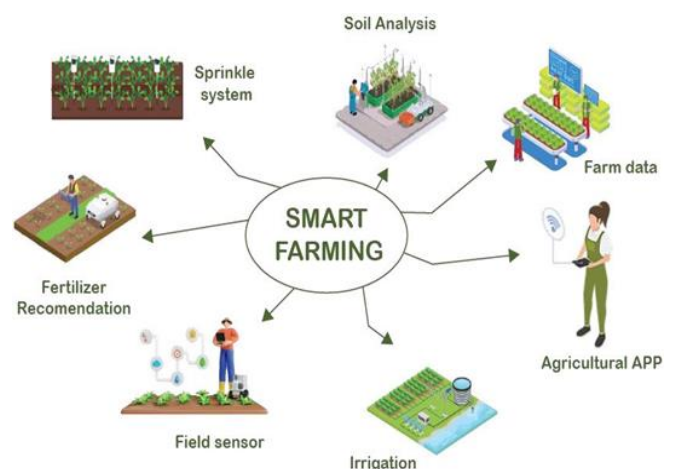 Soil Analysis
Sprinkle
system
Farm data
SMART
FARMING
Fertilizer
Recomendation
Agricultural APP
Field sensor
Irrigation